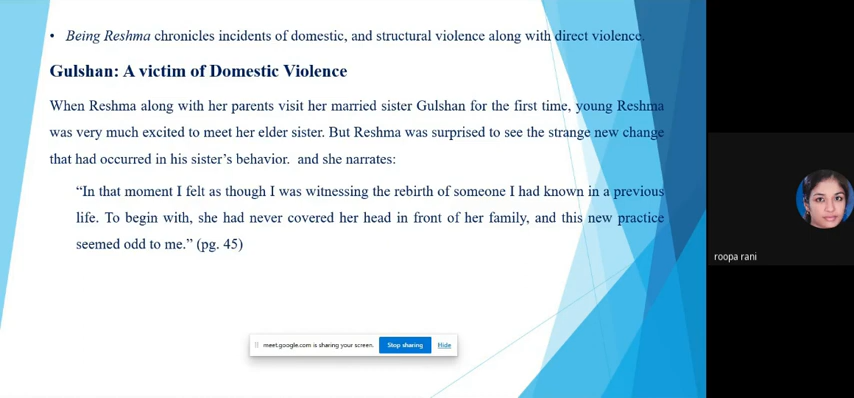 • Being Reshma chronicles incidents of domestic, and structural violence along with direct violence.
Gulshan: A victim of Domestic Violence
When Reshma along with her parents visit her married sister Gulshan for the first time, young Reshma
was very much excited to meet her elder sister. But Reshma was surprised to see the strange new change
that had occurred in his sister’s behavior. and she narrates:
“In that moment I felt as though I was witnessing the rebirth of someone I had known in a previous
life. To begin with, she had never covered her head in front of her family, and this new practice
seemed odd to me.” (pg. 45)
roopa rani
meet.google.com is sharing your screen. Stop sharing Hide